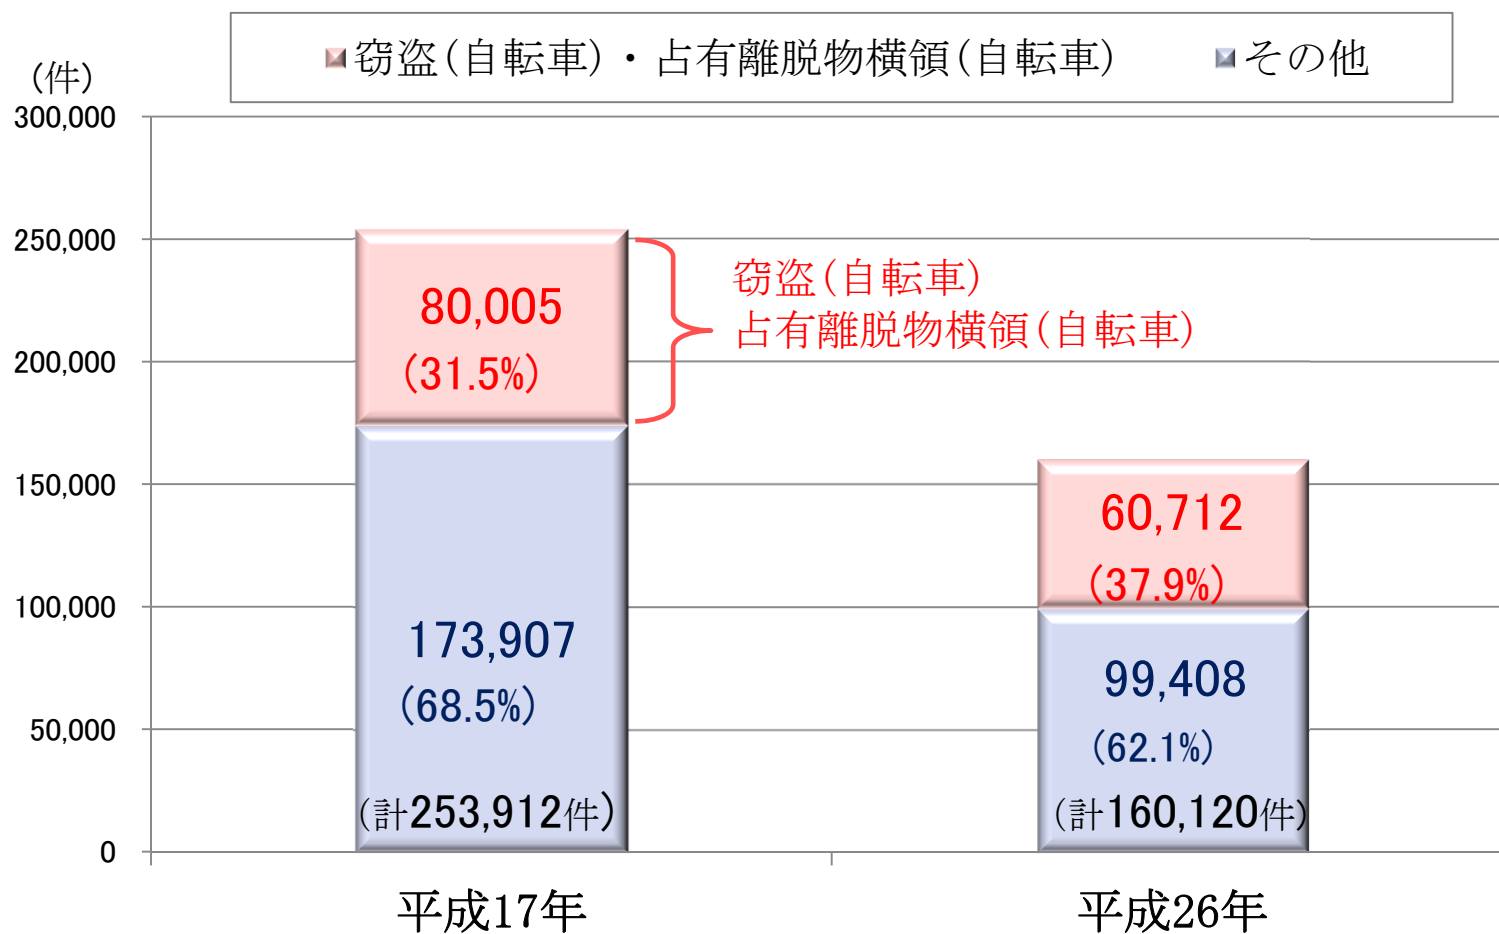 窃盗(自転車)・占有離脱物横領(自転車) その他
(件)
300,000
250,000
200,000
150,000
100,000
50,000
0
80,005
(31.5%)
窃盗(自転車)
占有離脱物横領(自転車)
173,907
(68.5%)
(計253,912件)
60,712
(37.9%)
99,408
(62.1%)
(計160,120件)
平成17年 平成26年